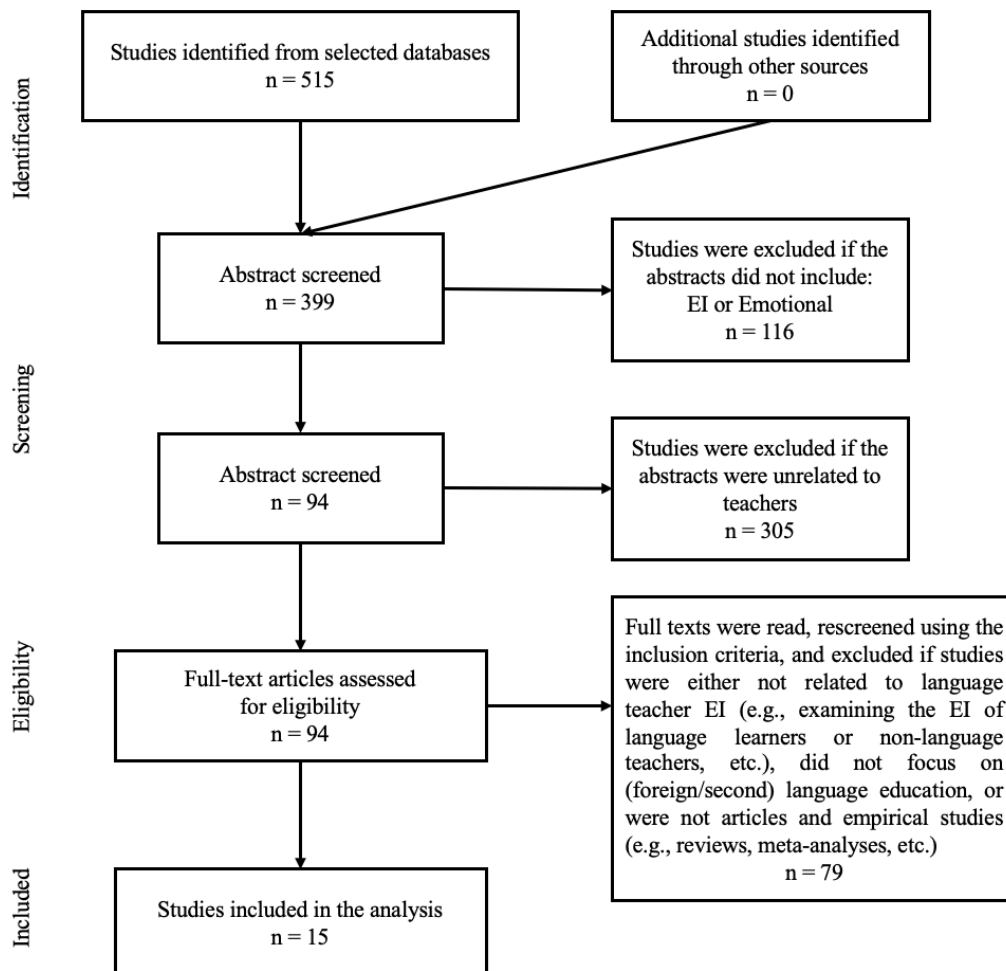 Studies identified from selected databases
n = 515
Additional studies identified
through other sources
n = 0
Identification
Abstract screened
n = 399
Studies were excluded if the
abstracts did not include:
EI or Emotional
n = 116
Screening
Abstract screened
n = 94
Studies were excluded if the
abstracts were unrelated to
teachers
n = 305
Eligibility
Full-text articles assessed
for eligibility
n = 94
Full texts were read, rescreened using the
inclusion criteria, and excluded if studies
were either not related to language
teacher EI (e.g., examining the EI of
language learners or non-language
teachers, etc.), did not focus on
(foreign/second) language education, or
were not articles and empirical studies
(e.g., reviews, meta-analyses, etc.)
n = 79
Included
Studies included in the analysis
n = 15